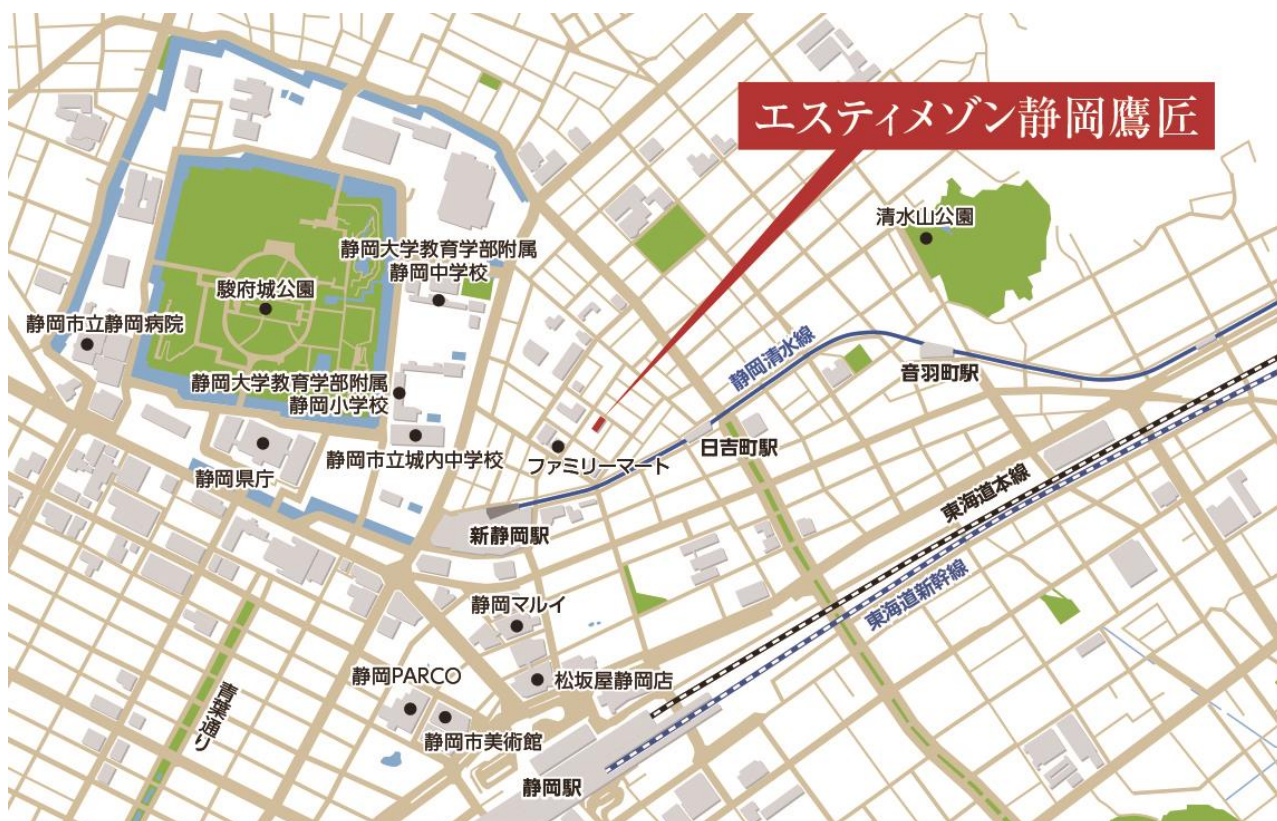 エスティメゾン静岡鷹匠
清水山公園
静岡大学教育学部附属
静岡中学校
駿府城公園
静岡市立静岡病院
静岡清水線
音羽町駅
静岡大学教育学部附属
静岡小学校
日吉町駅
静岡市立城内中学校
ファミリーマート
静岡県庁
東海道本線
新静岡駅
東海道新幹線
静岡マルイ
静岡PARCO
松坂屋静岡店
青葉通り
静岡市美術館
静岡駅